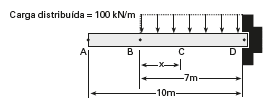 Carga distribuída = 100 kN/m
A B C D
x
7m
10m